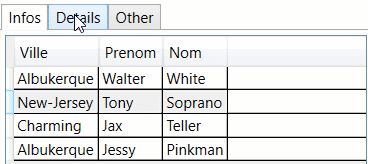 Infos Details Other
Ville Prenom Nom
Albukerque Walter White
New-Jersey Tony Soprano
Charming Jax Teller
Albukerque Jessy Pinkman